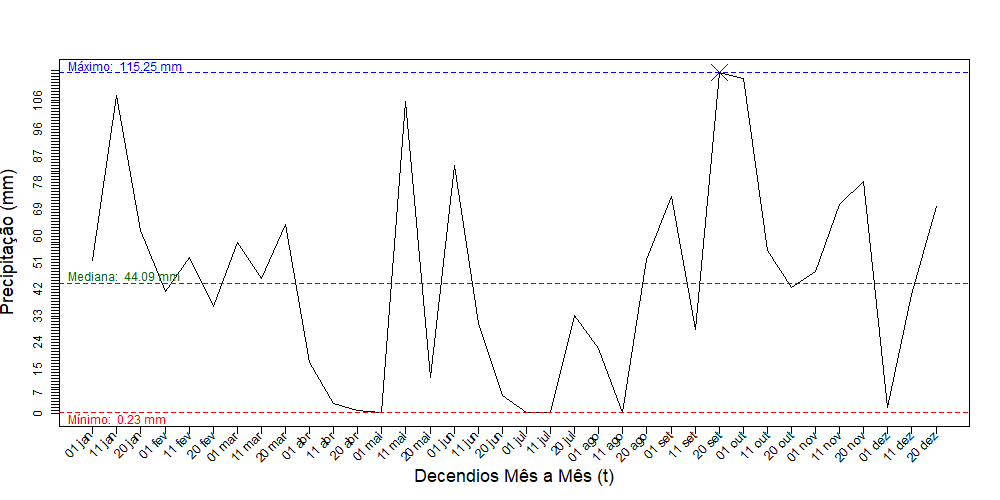 Máximo: 115.25 mm
Mediana: 44.09 mm
Mínimo: 0.23 mm
Precipitação (mm)
106
96
87
78
69
60
51
42
33
24
15
7
0
01 jan
11 jan
20 jan
01 fev
11 fev
20 fev
01 mar
11 mar
20 mar
01 abr
11 abr
20 abr
01 mai
11 mai
20 mai
01 jun
11 jun
20 jun
01 jul
11 jul
20 jul
01 ago
11 ago
20 ago
01 set
11 set
20 set
01 out
11 out
20 out
01 nov
11 nov
20 nov
01 dez
11 dez
20 dez
Decendios Mês a Mês (t)